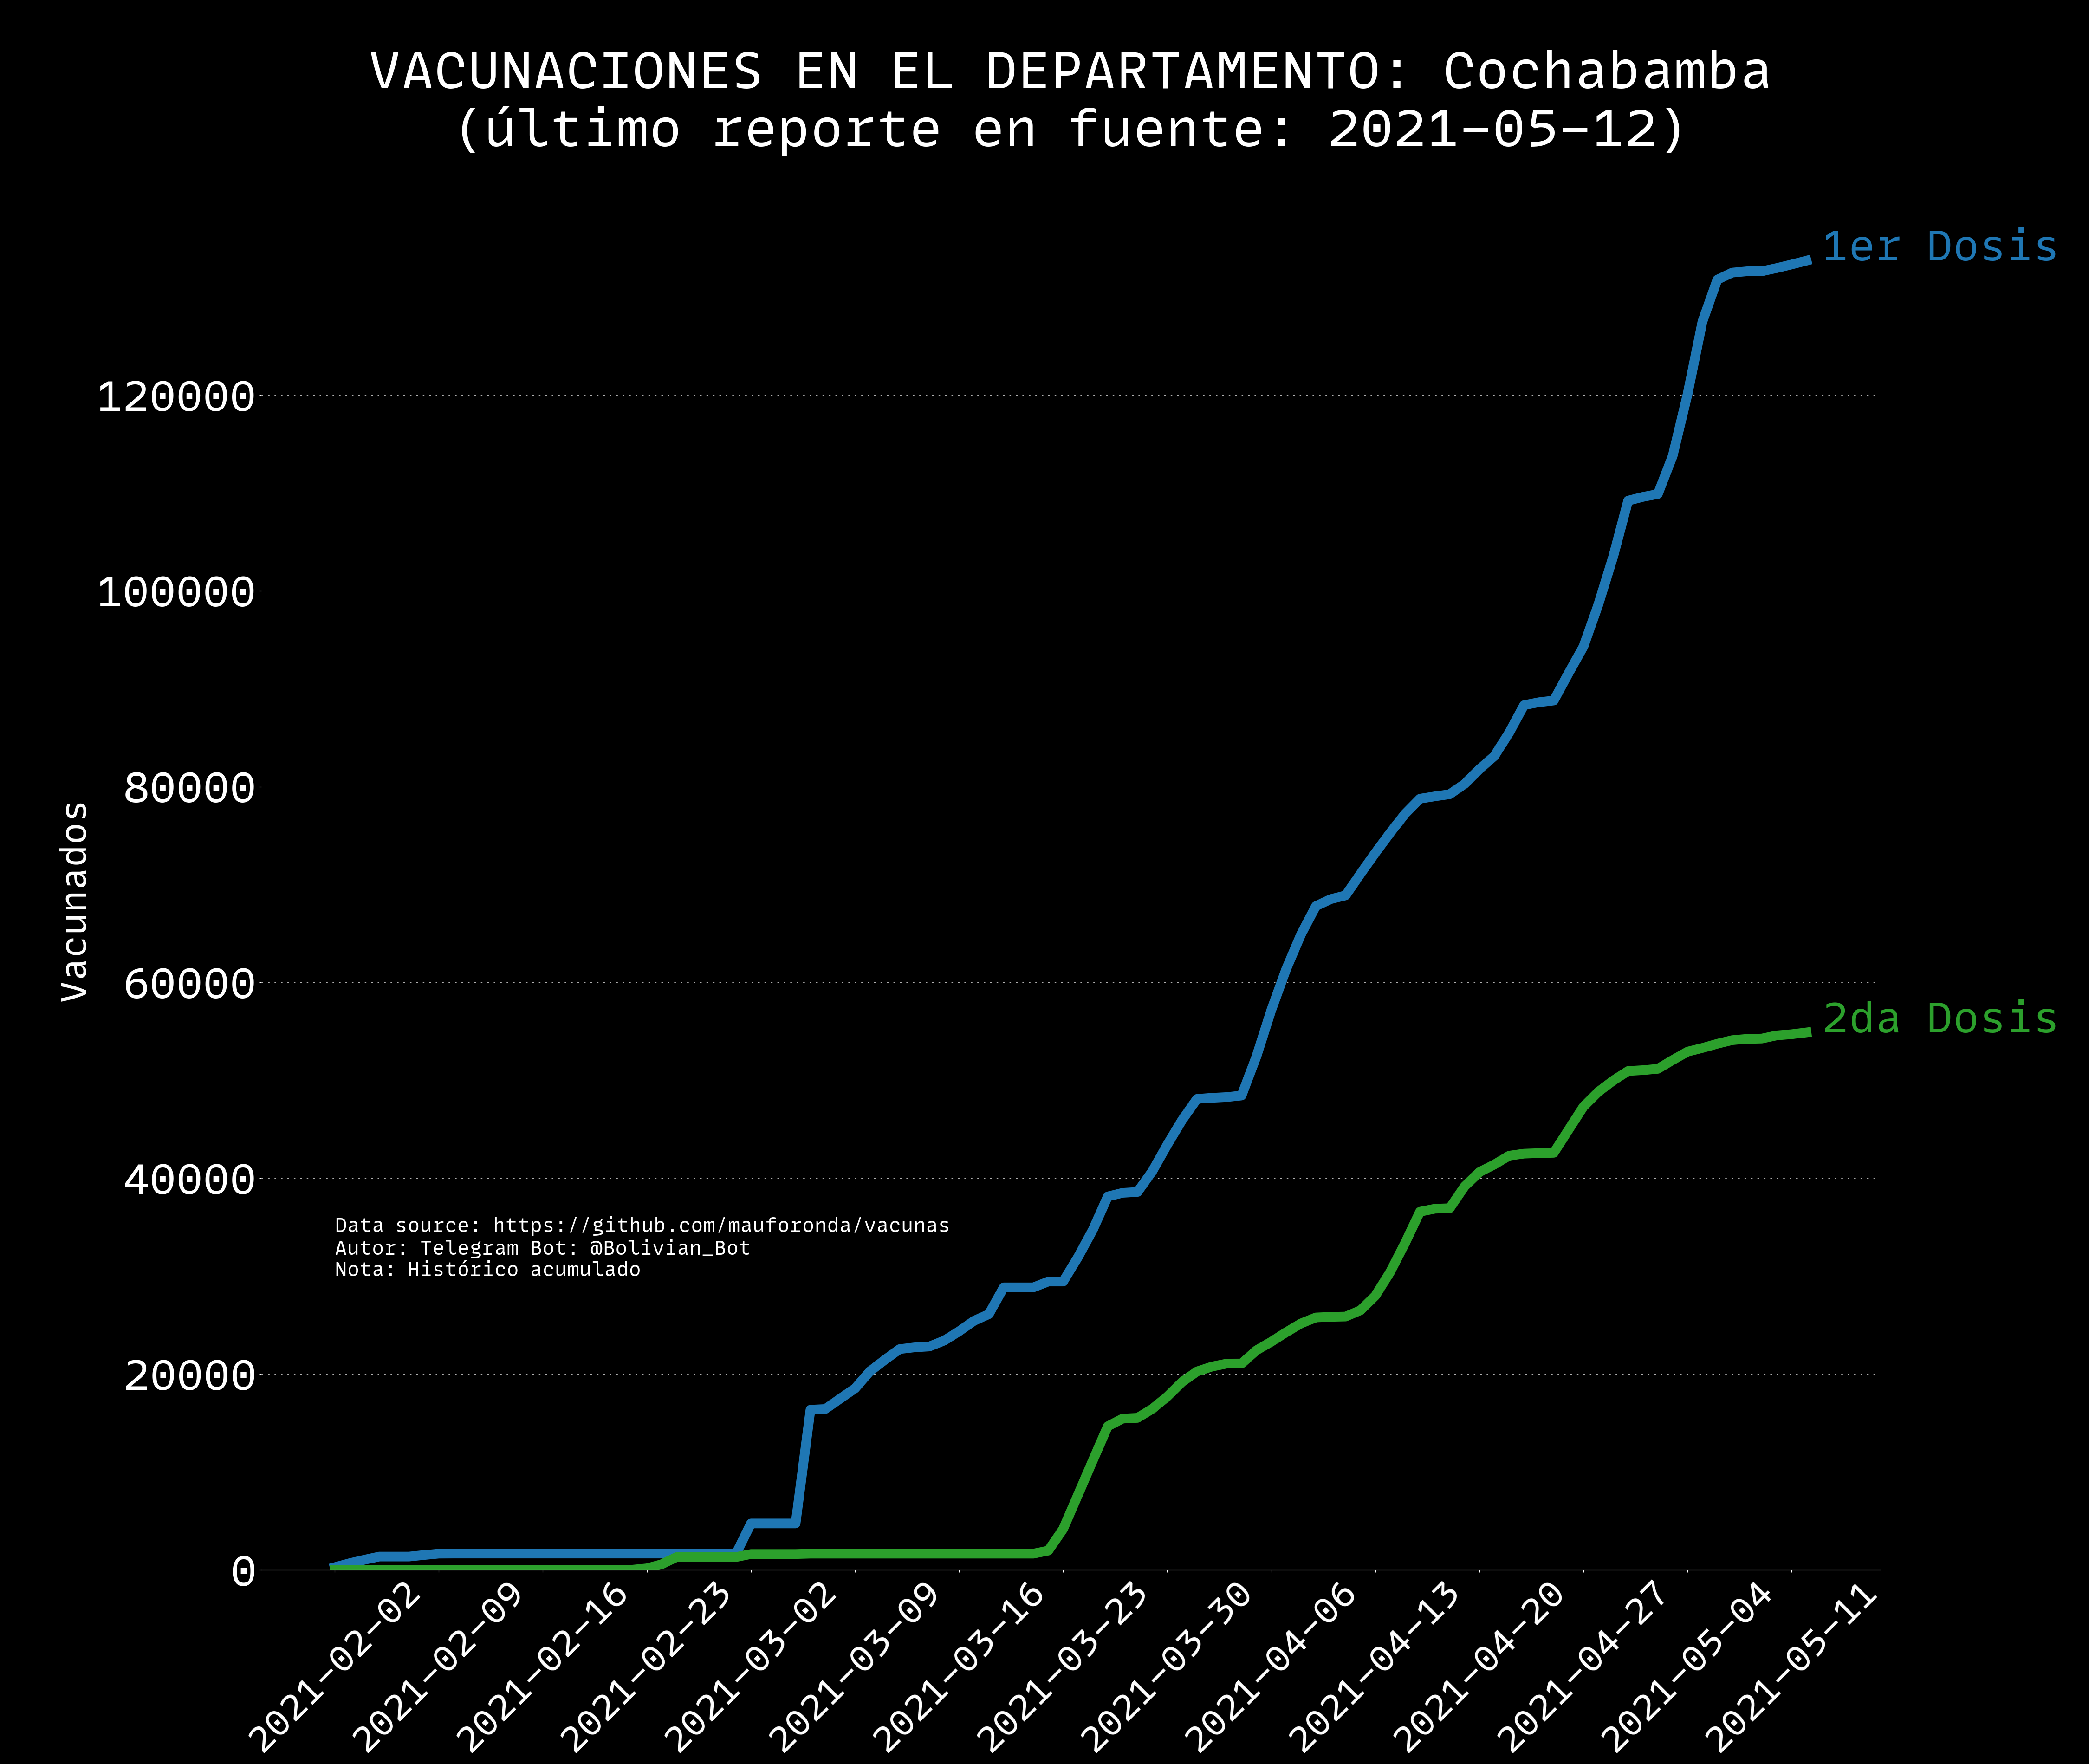 VACUNACIONES EN EL DEPARTAMENTO: Cochabamba
(último reporte en fuente: 2021-05-12)
1er Dosis
120000
100000
80000
Vacunados
60000
2da Dosis
40000
Data source: https://github.com/mauforonda/vacunas
Autor: Telegram Bot: @Bolivian_Bot
Nota: Histórico acumulado
20000
0
2021-02-02
2021-02-09
2021-02-16
2021-02-23
2021-03-02
2021-03-09
2021-03-16
2021-03-23
2021-03-30
2021-04-06
2021-04-13
2021-04-20
2021-04-27
2021-05-04
2021-05-11